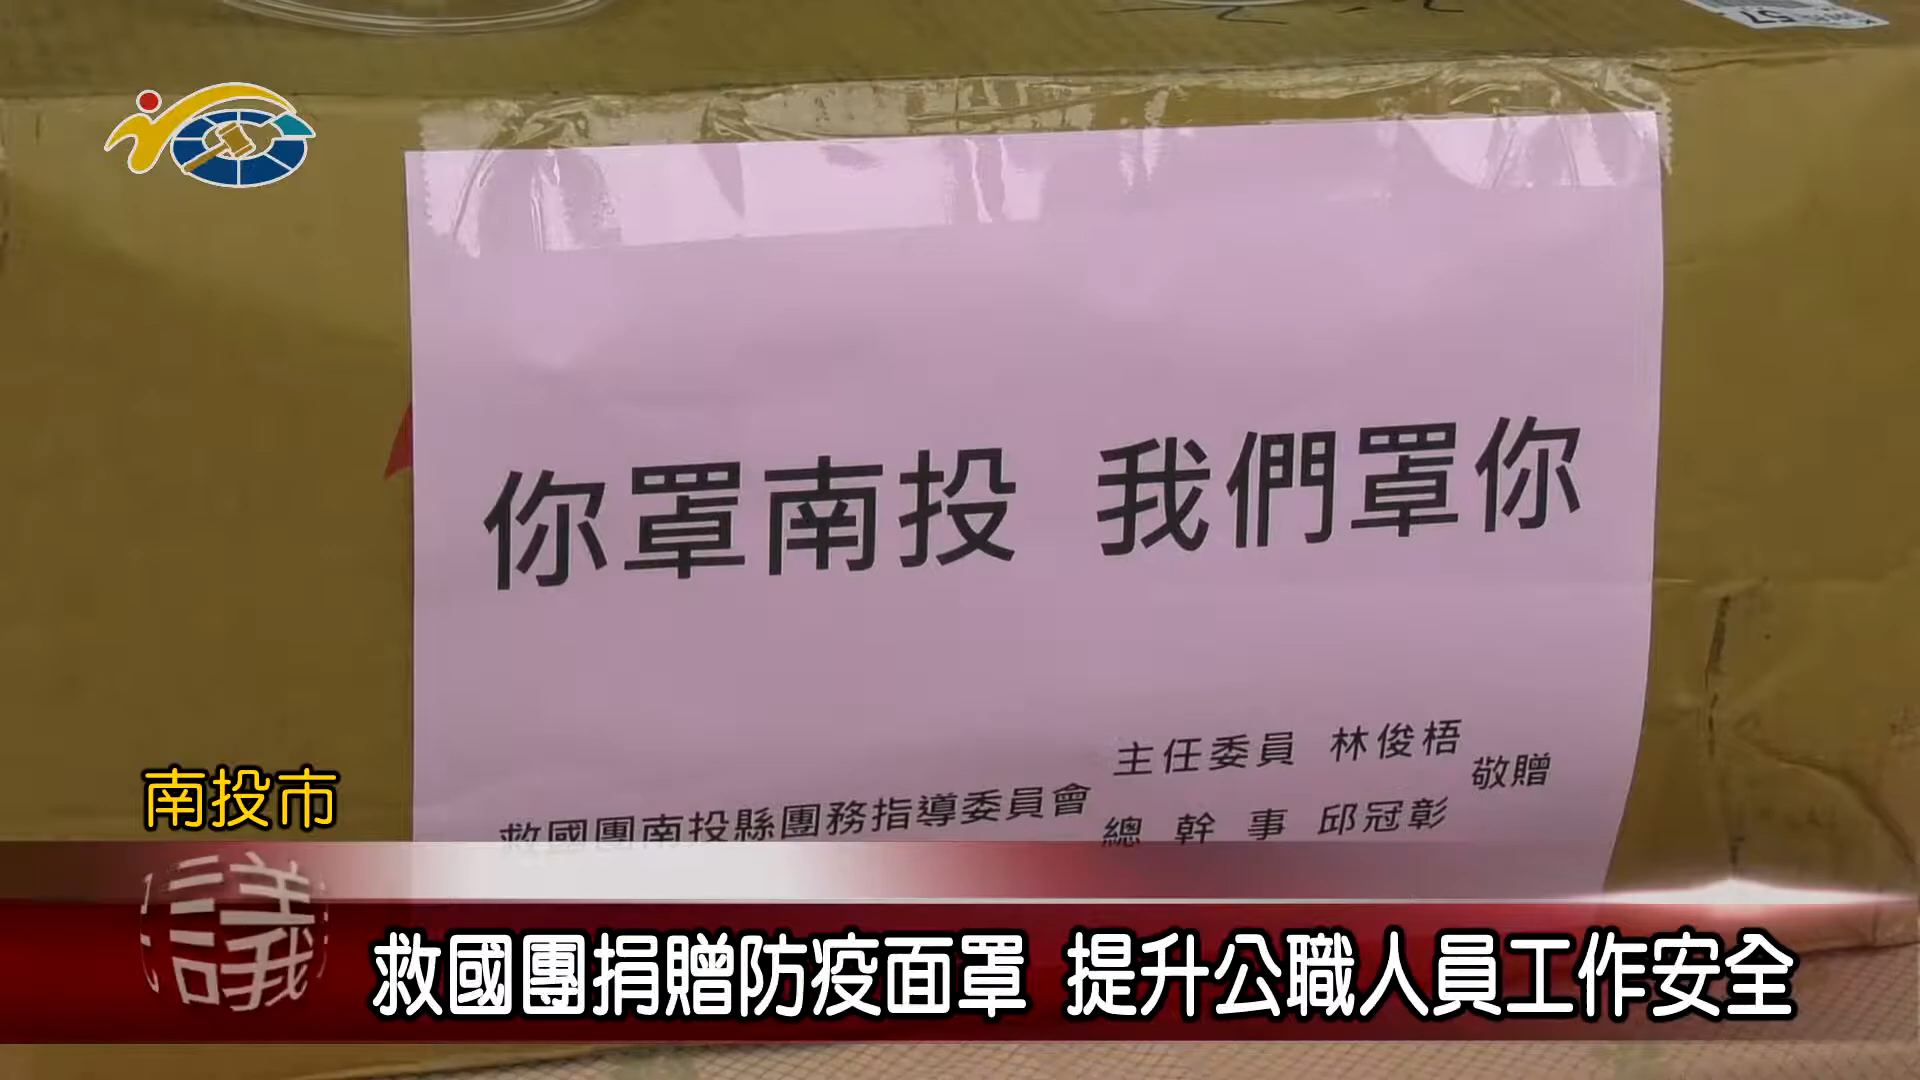 57
你罩南投 我們罩你
主任委員 林俊梧
救國團南投縣團務指導委員會
敬贈
總幹事 邱冠彰
南投市
議
救國團捐贈防疫面罩 提升公職人員工作安全